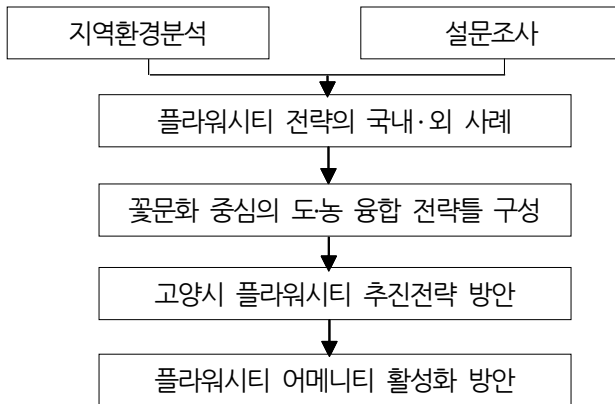 지역환경분석
설문조사
플라워시티 전략의 국내·외 사례
꽃문화 중심의 도·농 융합 전략틀 구성
고양시 플라워시티 추진전략 방안
플라워시티 어메니티 활성화 방안